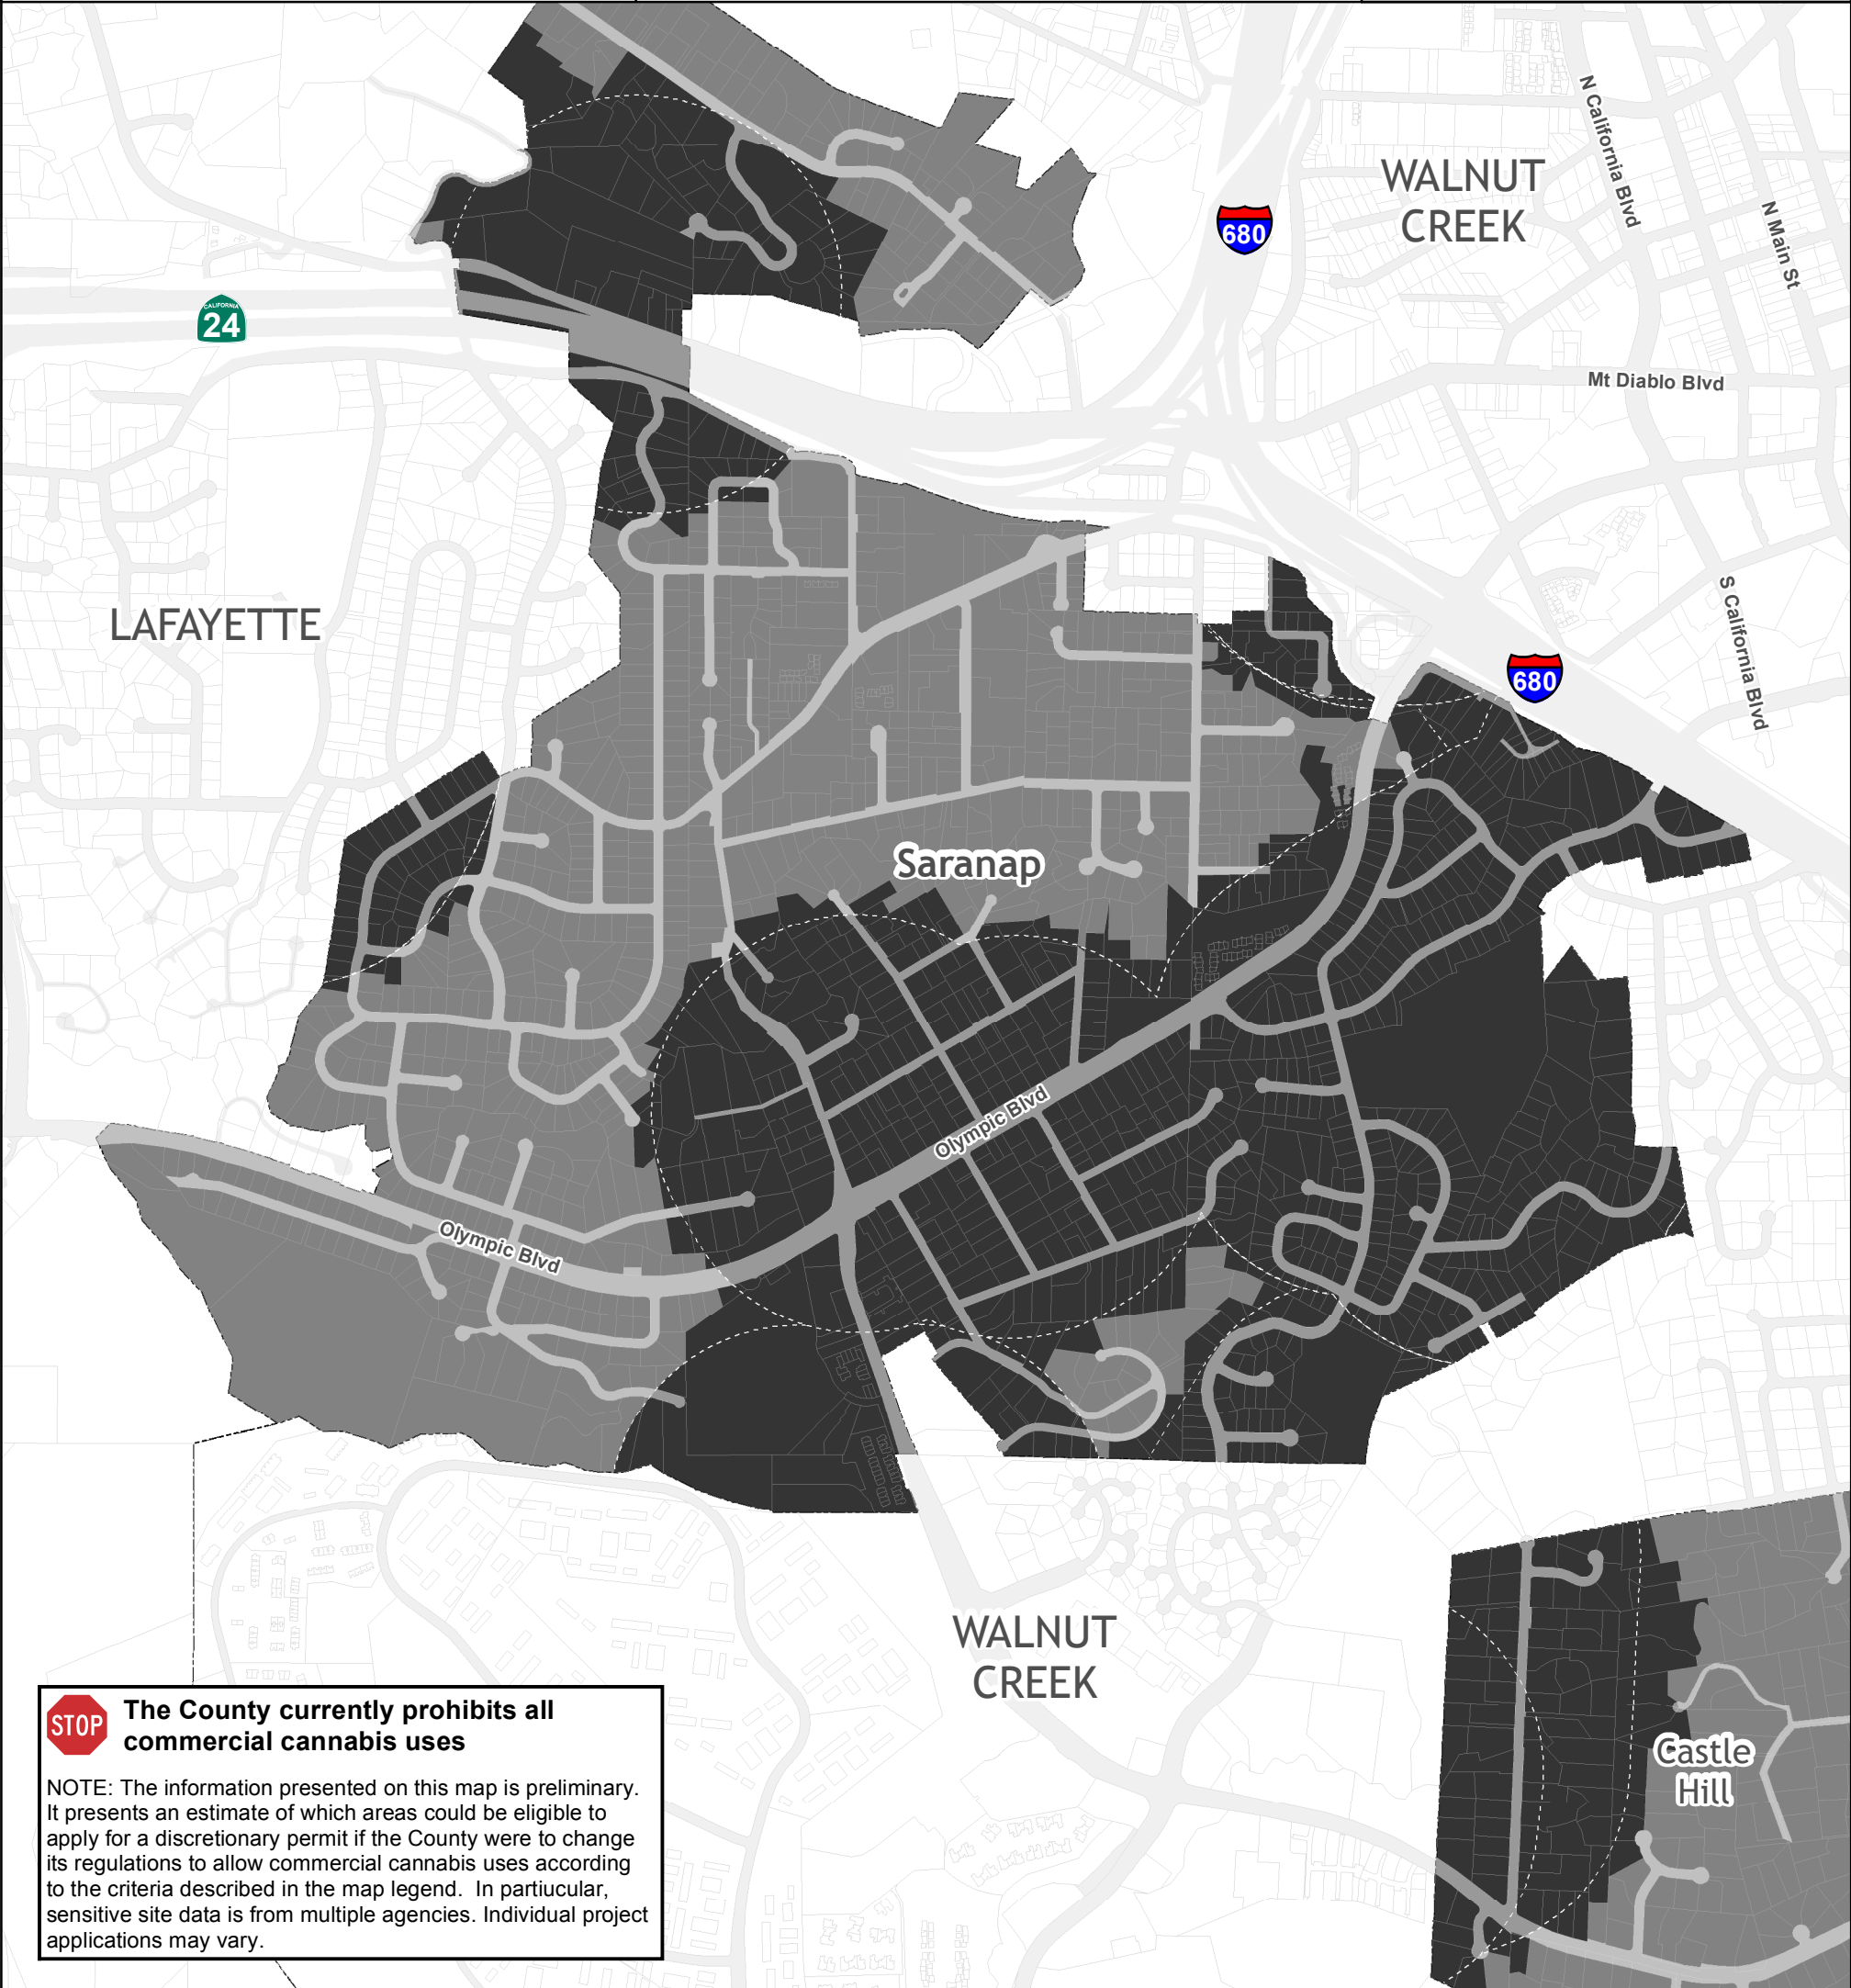 N California Blvd
WALNUT
CREEK
N Main St
680
CALIFORNIA
24
Mt Diablo Blvd
LAFAYETTE
S California Blvd
680
Saranap
Olympic Blvd
Olympic Blvd
WALNUT
CREEK
Castle
Hill
STOP
The County currently prohibits all
commercial cannabis uses
NOTE: The information presented on this map is preliminary.
It presents an estimate of which areas could be eligible to
apply for a discretionary permit if the County were to change
its regulations to allow commercial cannabis uses according
to the criteria described in the map legend.  In partiucular,
sensitive site data is from multiple agencies. Individual project
applications may vary.